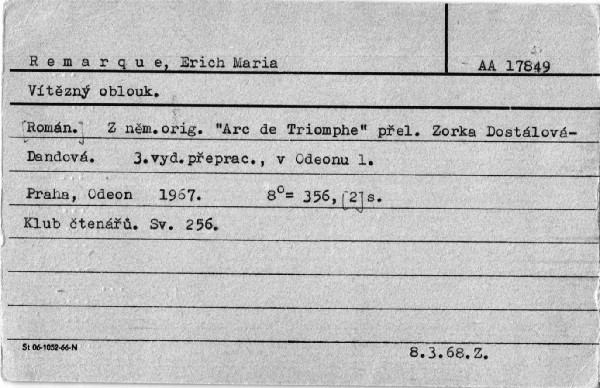 R e m a r q u e, Erich Maria
AA 17849
Vítězný oblouk.
[Román.] Z něm.orig. "Arc de Triomphe" přel. Zorka Dostálová-
Dandová. 3.vyd.přeprac., v Odeonu 1.
Praha, Odeon 1967. 8°= 356,[2]s.
Klub čtenářů. Sv. 256.
St 06-1052-66-N
8.3.68.Z.